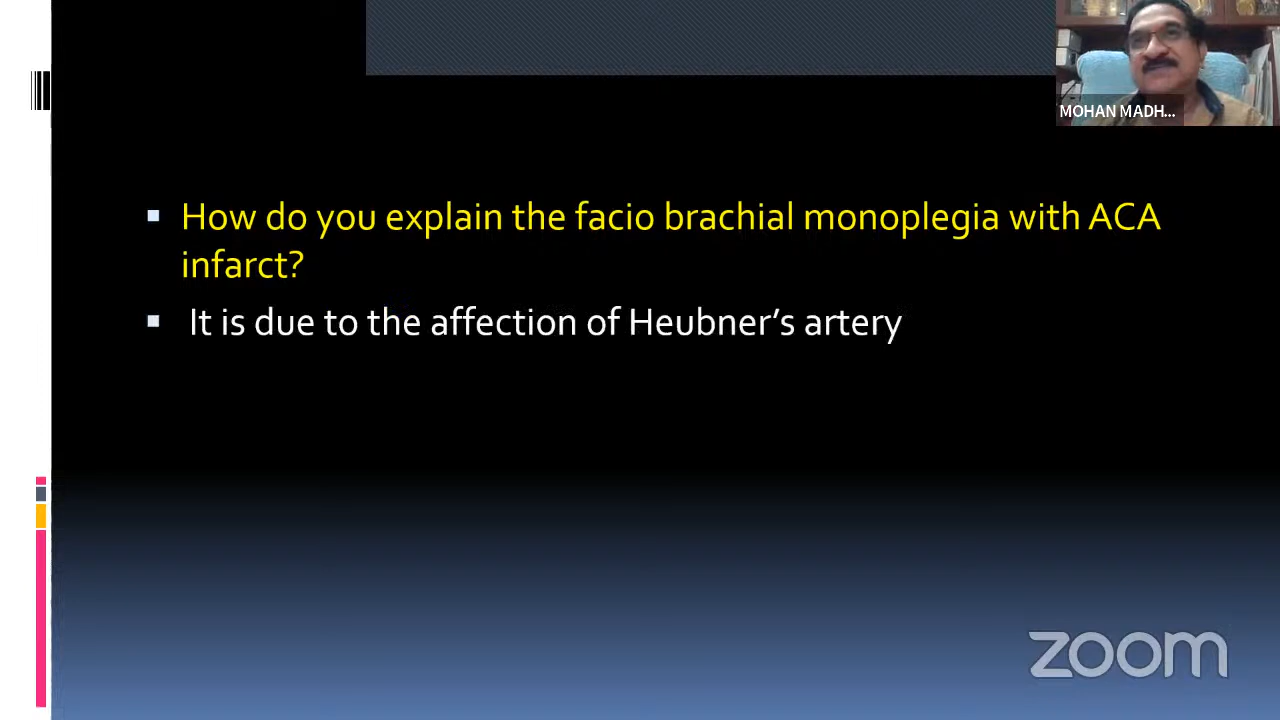 MOHAN MADH...
How do you explain the facio brachial monoplegia with ACA
infarct?
It is due to the affection of Heubner’s artery
zoom